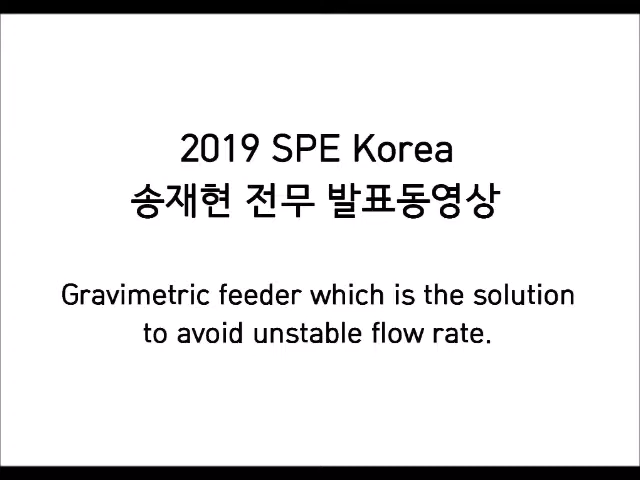 2019 SPE Korea
송재현 전무 발표동영상
Gravimetric feeder which is the solution
to avoid unstable flow rate.